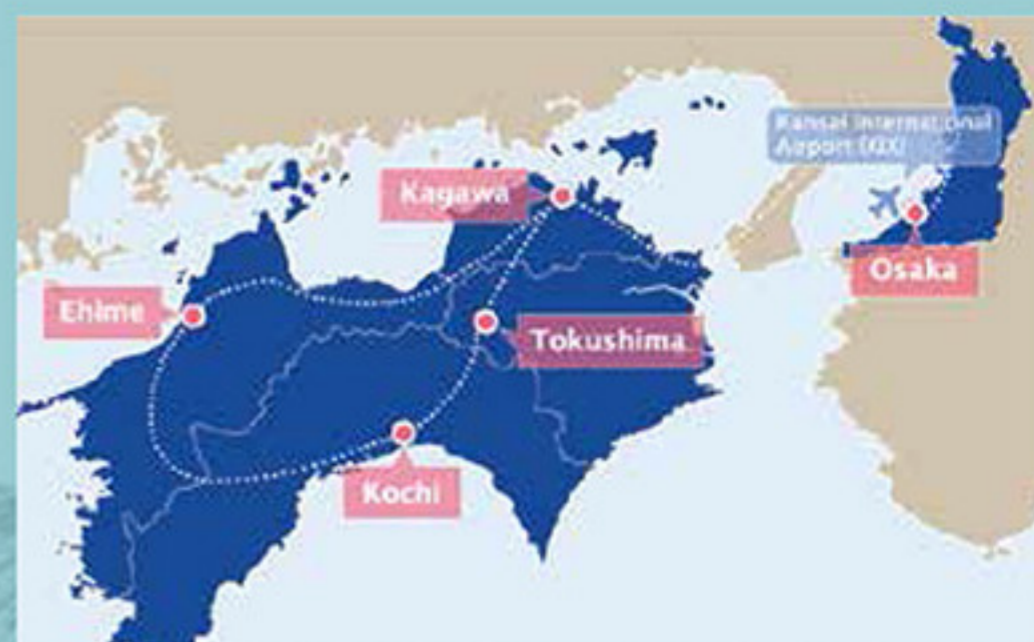 Kansai International
Airport (KIX)
Kagawa
Osaka
Ehime
Tokushima
Kochi